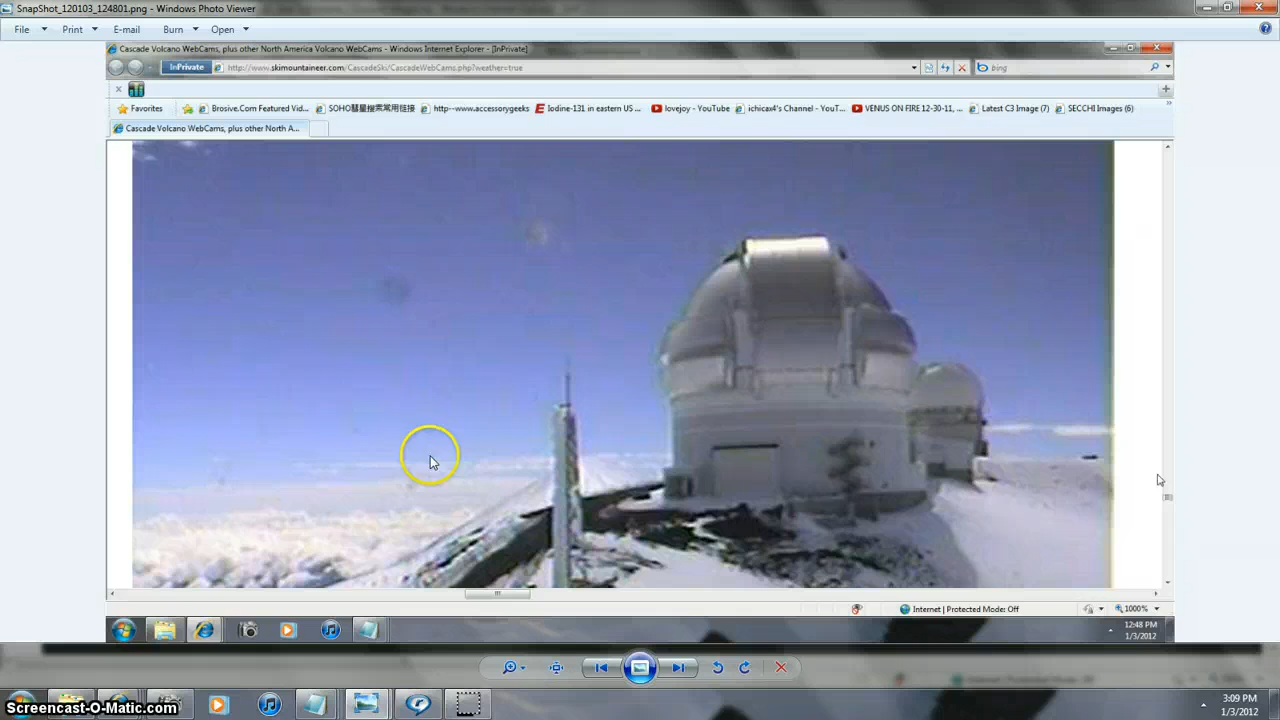 SnapShot_120103_124801.png - Windows Photo Viewer
File Print E-mail Burn Open
Cascade Volcano WebCams, plus other North America Volcano WebCams - Windows Internet Explorer - [InPrivate]
InPrivate http://www.skimountaineer.com/CascadeSki/CascadeWebCams.php?weather=true bing
Favorites Brosive.Com Featured Vid... SOHO彗星搜索常用链接 http--www.accessorygeeks Iodine-131 in eastern US ... lovejoy - YouTube ichicax4's Channel - YouT... VENUS ON FIRE 12-30-11, ... Latest C3 Image (7) SECCHI Images (6)
Cascade Volcano WebCams, plus other North A...
Internet | Protected Mode: Off 1000%
12:48 PM
1/3/2012
3:09 PM
1/3/2012
Screencast-O-Matic.com